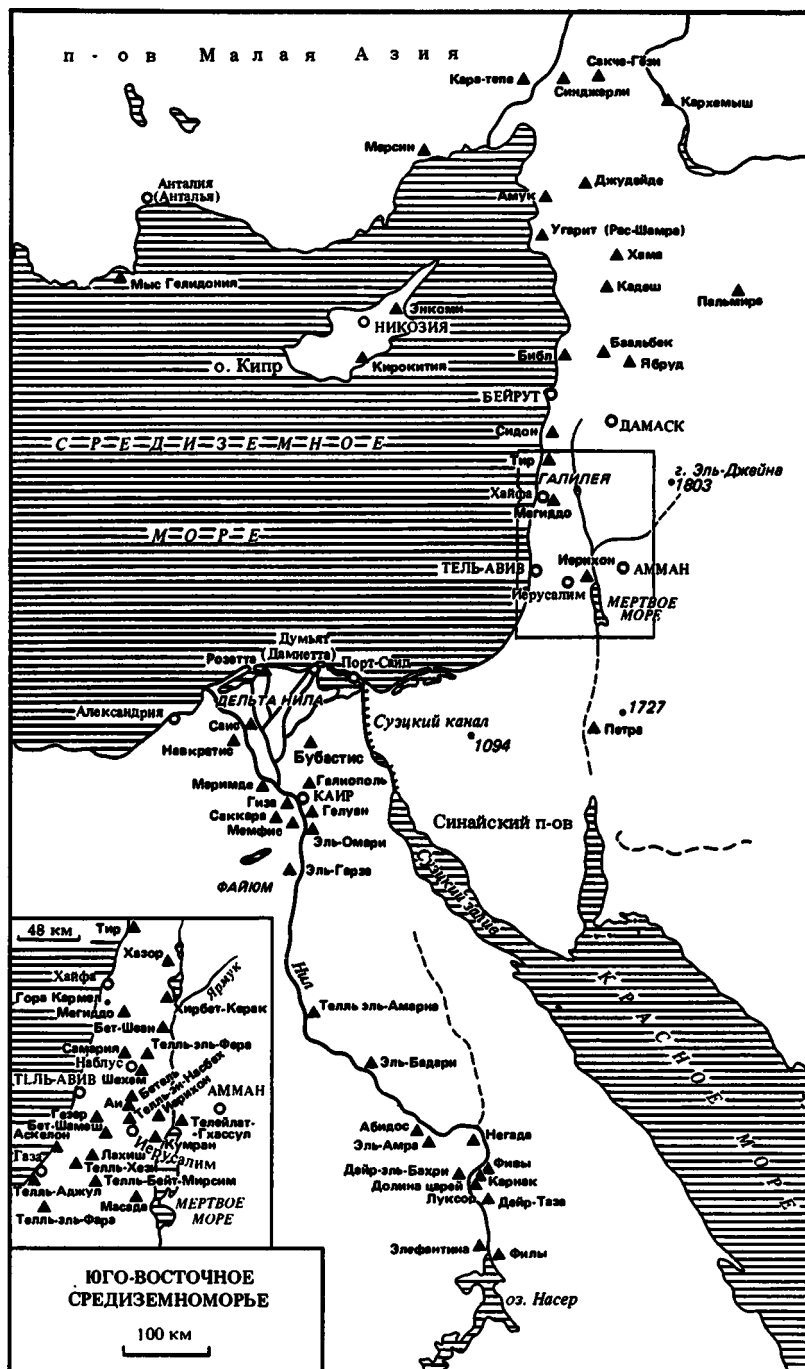 п - ов Малая Азия
Сакче-Гёзи
Кара-тепе
Синджерли
Кархемыш
Мерсин
Джудейде
Анталия
(Анталья)
Амук
Угарит (Рас-Шамра)
Хама
Мыс Гелидония
Кадеш
Пальмира
Энкоми
НИКОЗИЯ
о. Кипр
Кирокития
Библ
Баальбек
Ябруд
БЕЙРУТ
ДАМАСК
СРЕДИЗЕМНОЕ
Сидон
Тир
ГАЛИЛЕЯ
г. Эль-Джейна
1803
Хайфа
Мегиддо
МОРЕ
ТЕЛЬ-АВИВ
Иерихон
АММАН
Иерусалим
МЕРТВОЕ
МОРЕ
Думьят
(Дамиетта)
Розетта
Порт-Саид
ДЕЛЬТА НИЛА
Александрия
Суэцкий канал
1727
Саис
1094
Петра
Навкратис
Бубастис
Меримде
Гелиополь
Гиза
КАИР
Саккара
Гелуан
Мемфис
Синайский п-ов
Эль-Омари
ФАЙЮМ
Эль-Гарза
Суэцкий залив
КРАСНОЕ МОРЕ
Нил
Телль эль-Амарна
Эль-Бадари
Абидос
Негада
Эль-Амра
Фивы
Дейр-эль-Бахри
Карнак
Долина царей
Луксор
Дейр-Таза
Элефантина
Филы
оз. Насер
48 км
Тир
Хазор
Хайфа
Ярмук
Гора Кармел
Хирбет-Керак
Мегиддо
Бет-Шеан
Самария
Телль-эль-Фара
Наблус
Шехем
ТЕЛЬ-АВИВ
Бетель
Телль-эн-Насбех
Аи
Иерихон
АММАН
Гезер
Телейлат-
-Гхассул
Бет-Шемеш
Аскелон
Иерусалим
Кумран
Газа
Лахиш
Телль-Хези
Телль-Аджул
Телль-Бейт-Мирсим
Масада
МЕРТВОЕ
МОРЕ
Телль-эль-Фара
ЮГО-ВОСТОЧНОЕ
СРЕДИЗЕМНОМОРЬЕ
100 км